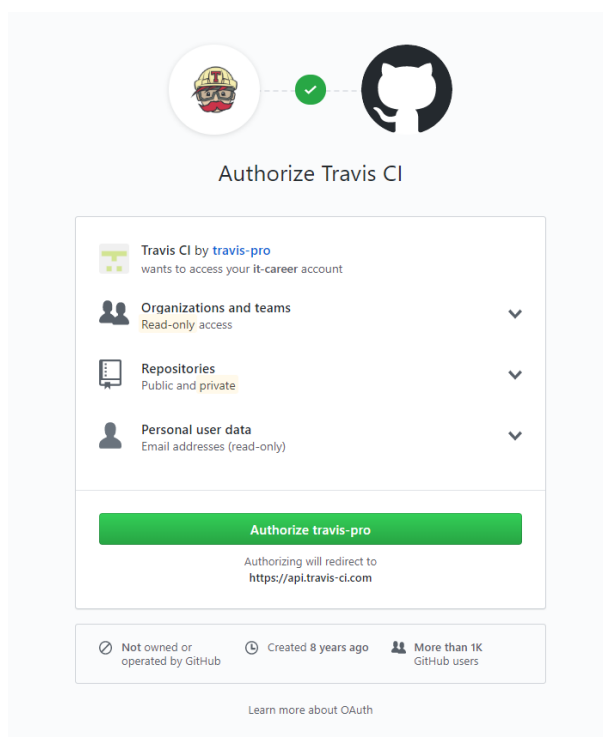 T
Authorize Travis CI
Travis CI by travis-pro
wants to access your it-career account
Organizations and teams
Read-only access
Repositories
Public and private
Personal user data
Email addresses (read-only)
Authorize travis-pro
Authorizing will redirect to
https://api.travis-ci.com
Not owned or
operated by GitHub
Created 8 years ago
More than 1K
GitHub users
Learn more about OAuth